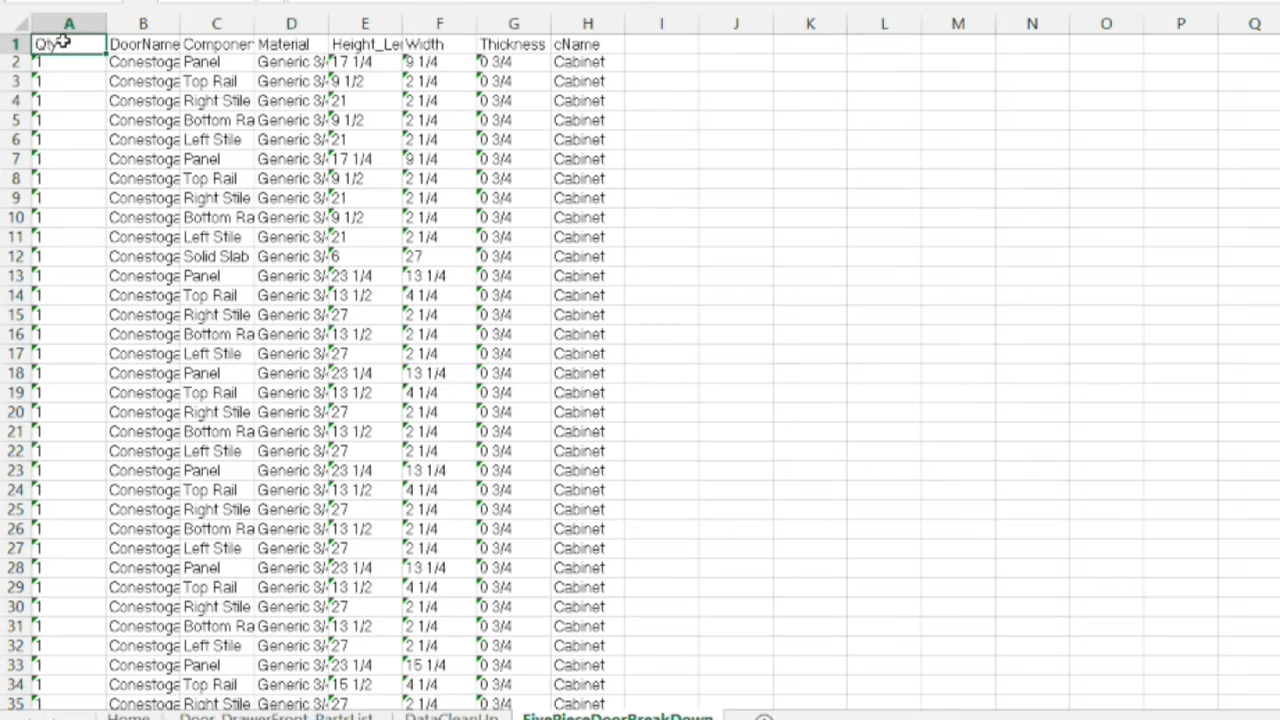 A B C D E F G H I J K L M N O P Q
1 Qty DoorName Componer Material Height_Le Width Thickness cName
2 1 Conestoga Panel Generic 3/ 17 1/4 9 1/4 0 3/4 Cabinet
3 1 Conestoga Top Rail Generic 3/ 9 1/2 2 1/4 0 3/4 Cabinet
4 1 Conestoga Right Stile Generic 3/ 21 2 1/4 0 3/4 Cabinet
5 1 Conestoga Bottom Ra Generic 3/ 9 1/2 2 1/4 0 3/4 Cabinet
6 1 Conestoga Left Stile Generic 3/ 21 2 1/4 0 3/4 Cabinet
7 1 Conestoga Panel Generic 3/ 17 1/4 9 1/4 0 3/4 Cabinet
8 1 Conestoga Top Rail Generic 3/ 9 1/2 2 1/4 0 3/4 Cabinet
9 1 Conestoga Right Stile Generic 3/ 21 2 1/4 0 3/4 Cabinet
10 1 Conestoga Bottom Ra Generic 3/ 9 1/2 2 1/4 0 3/4 Cabinet
11 1 Conestoga Left Stile Generic 3/ 21 2 1/4 0 3/4 Cabinet
12 1 Conestoga Solid Slab Generic 3/ 6 27 0 3/4 Cabinet
13 1 Conestoga Panel Generic 3/ 23 1/4 13 1/4 0 3/4 Cabinet
14 1 Conestoga Top Rail Generic 3/ 13 1/2 4 1/4 0 3/4 Cabinet
15 1 Conestoga Right Stile Generic 3/ 27 2 1/4 0 3/4 Cabinet
16 1 Conestoga Bottom Ra Generic 3/ 13 1/2 2 1/4 0 3/4 Cabinet
17 1 Conestoga Left Stile Generic 3/ 27 2 1/4 0 3/4 Cabinet
18 1 Conestoga Panel Generic 3/ 23 1/4 13 1/4 0 3/4 Cabinet
19 1 Conestoga Top Rail Generic 3/ 13 1/2 4 1/4 0 3/4 Cabinet
20 1 Conestoga Right Stile Generic 3/ 27 2 1/4 0 3/4 Cabinet
21 1 Conestoga Bottom Ra Generic 3/ 13 1/2 2 1/4 0 3/4 Cabinet
22 1 Conestoga Left Stile Generic 3/ 27 2 1/4 0 3/4 Cabinet
23 1 Conestoga Panel Generic 3/ 23 1/4 13 1/4 0 3/4 Cabinet
24 1 Conestoga Top Rail Generic 3/ 13 1/2 4 1/4 0 3/4 Cabinet
25 1 Conestoga Right Stile Generic 3/ 27 2 1/4 0 3/4 Cabinet
26 1 Conestoga Bottom Ra Generic 3/ 13 1/2 2 1/4 0 3/4 Cabinet
27 1 Conestoga Left Stile Generic 3/ 27 2 1/4 0 3/4 Cabinet
28 1 Conestoga Panel Generic 3/ 23 1/4 13 1/4 0 3/4 Cabinet
29 1 Conestoga Top Rail Generic 3/ 13 1/2 4 1/4 0 3/4 Cabinet
30 1 Conestoga Right Stile Generic 3/ 27 2 1/4 0 3/4 Cabinet
31 1 Conestoga Bottom Ra Generic 3/ 13 1/2 2 1/4 0 3/4 Cabinet
32 1 Conestoga Left Stile Generic 3/ 27 2 1/4 0 3/4 Cabinet
33 1 Conestoga Panel Generic 3/ 23 1/4 15 1/4 0 3/4 Cabinet
34 1 Conestoga Top Rail Generic 3/ 15 1/2 4 1/4 0 3/4 Cabinet
35 1 Conestoga Right Stile Generic 3/ 27 2 1/4 0 3/4 Cabinet
Home Door_DrawerFront_PartsList DataCleanUp FivePieceDoorBreakDown